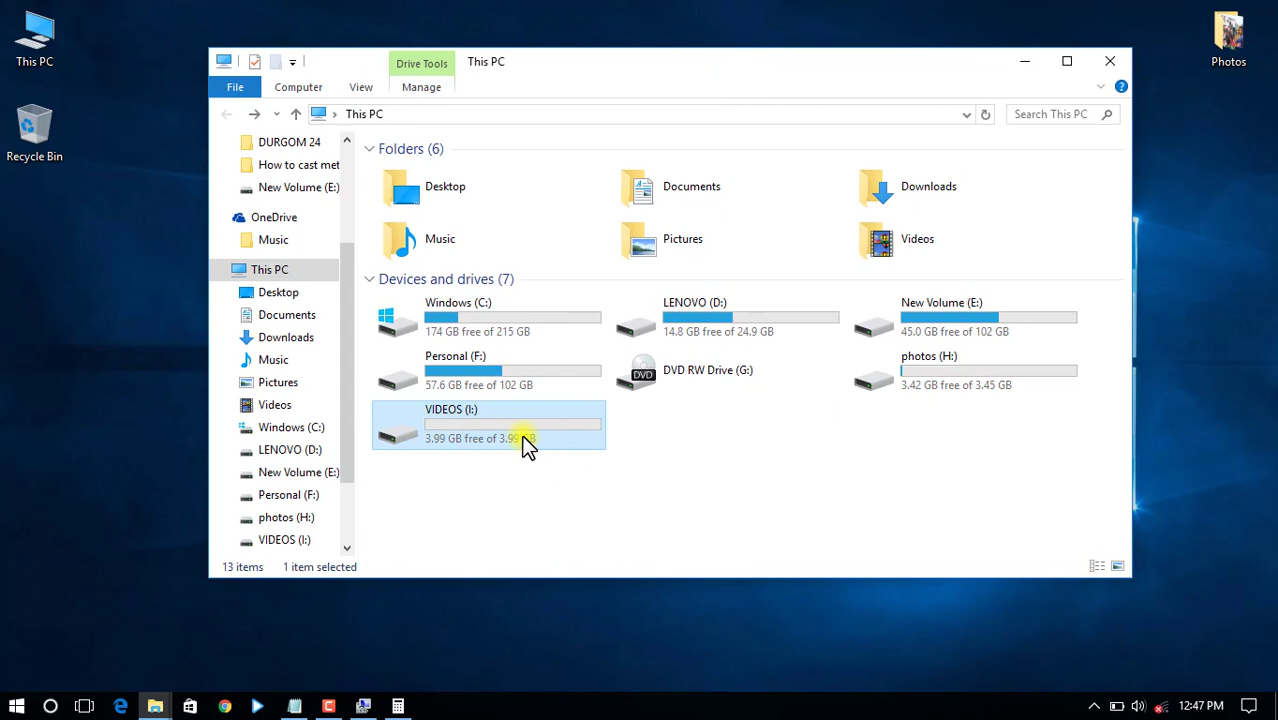 This PC
Recycle Bin
Photos
Drive Tools
This PC
File
Computer
View
Manage
This PC
Search This PC
DURGOM 24
How to cast met
New Volume (E:)
OneDrive
Music
This PC
Desktop
Documents
Downloads
Music
Pictures
Videos
Windows (C:)
LENOVO (D:)
New Volume (E:)
Personal (F:)
photos (H:)
VIDEOS (I:)
Folders (6)
Desktop
Documents
Downloads
Music
Pictures
Videos
Devices and drives (7)
Windows (C:)
174 GB free of 215 GB
LENOVO (D:)
14.8 GB free of 24.9 GB
New Volume (E:)
45.0 GB free of 102 GB
Personal (F:)
57.6 GB free of 102 GB
DVD
DVD RW Drive (G:)
photos (H:)
3.42 GB free of 3.45 GB
VIDEOS (I:)
3.99 GB free of 3.99 GB
13 items
1 item selected
12:47 PM